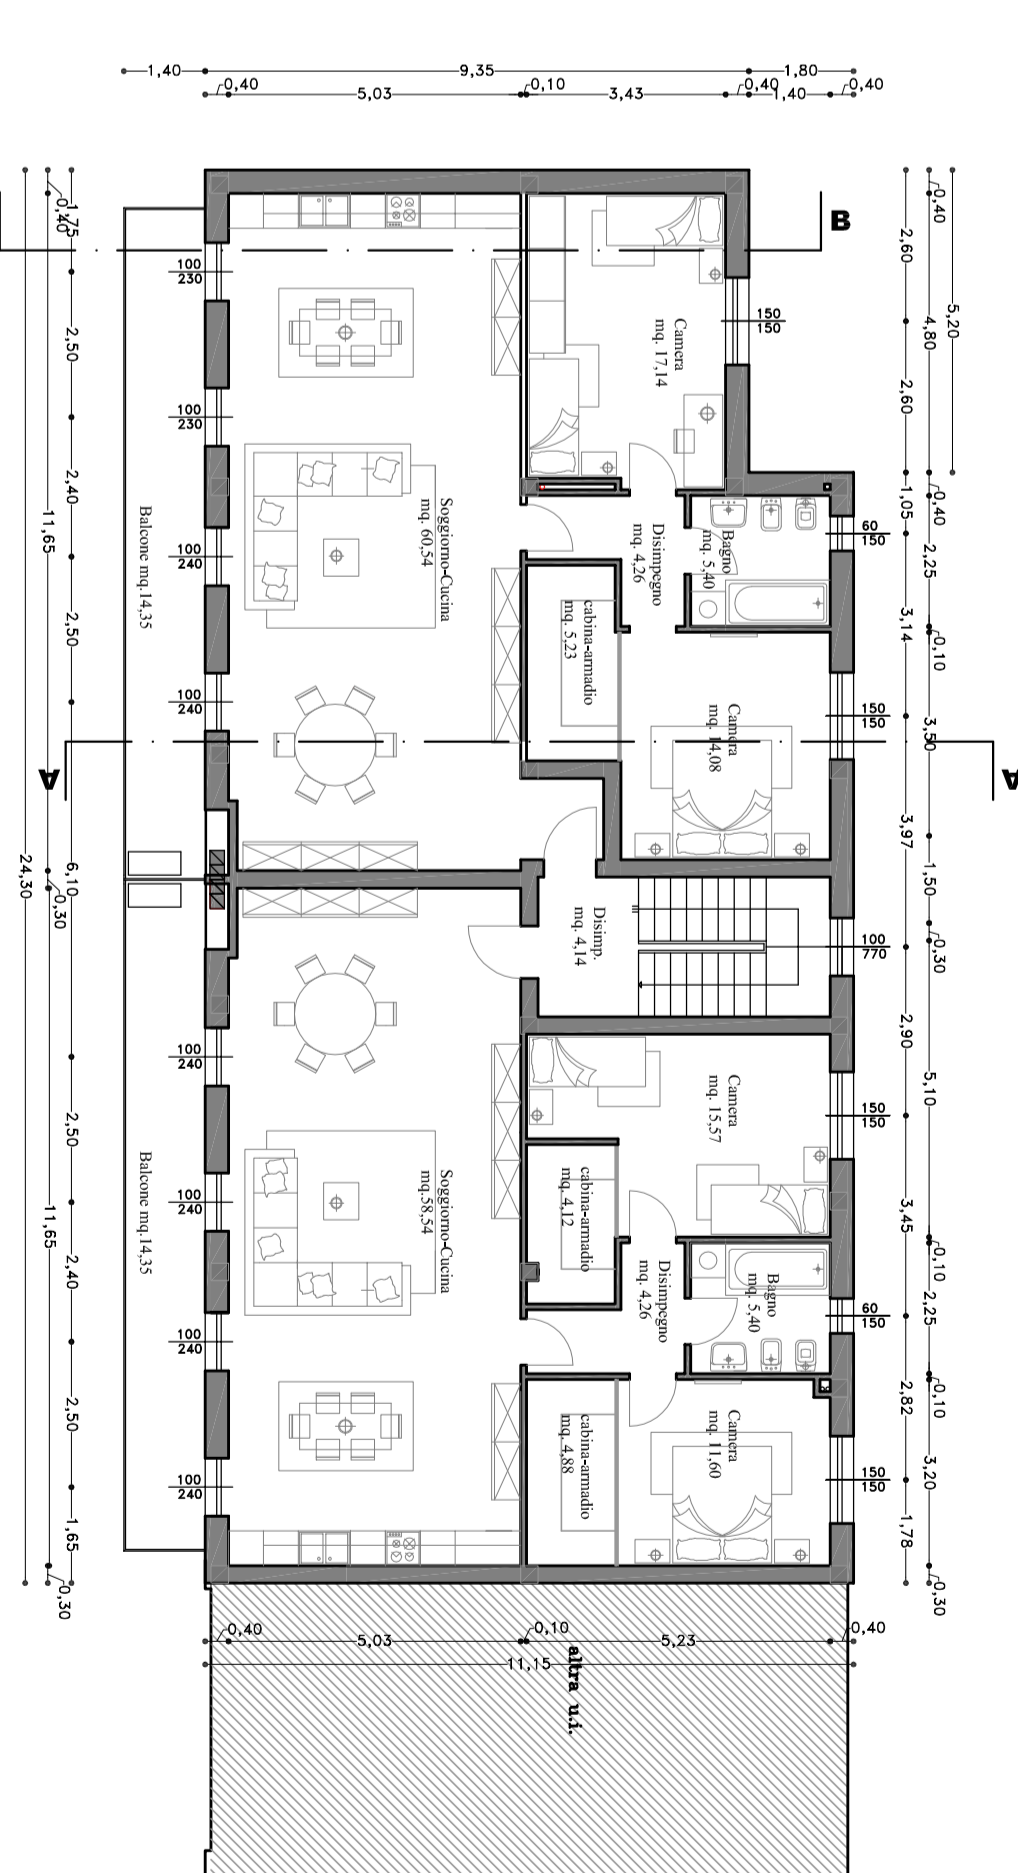 1,40
9,35
1,80
0,40
5,03
0,10
3,43
0,40
1,40
0,40
B
0,40
1,75
2,50
2,40
11,65
2,50
24,30
6,10
0,30
2,50
11,65
2,40
2,50
1,65
0,30
100
230
100
230
100
240
100
240
100
240
100
240
100
240
100
240
Balcone mq.14,35
Balcone mq.14,35
Soggiorno-Cucina
mq. 60,54
Camera
mq. 17,14
150
150
Disimpegno
mq. 4,26
Bagno
mq. 5,40
60
150
cabina-armadio
mq. 5,23
Camera
mq. 14,08
150
150
A
A
Disimp.
mq. 4,14
100
770
Soggiorno-Cucina
mq.58,54
Camera
mq. 15,57
150
150
cabina-armadio
mq. 4,12
Disimpegno
mq. 4,26
Bagno
mq. 5,40
60
150
cabina-armadio
mq. 4,88
Camera
mq. 11,60
150
150
0,40
2,60
5,20
4,80
2,60
0,40
1,05
2,25
3,14
0,10
3,50
3,97
1,50
0,30
2,90
5,10
3,45
0,10
2,25
0,10
2,82
3,20
1,78
0,30
0,40
5,03
0,10
5,23
0,40
11,15
altra u.i.